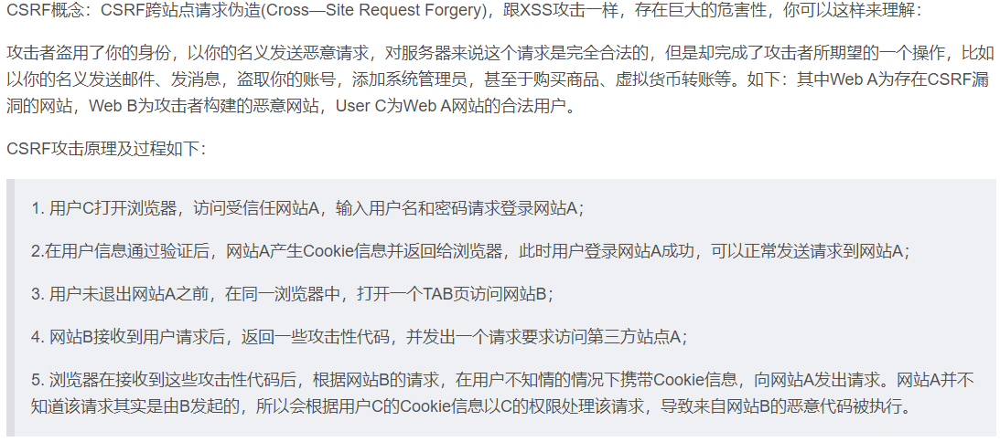 CSRF概念：CSRF跨站点请求伪造(Cross—Site Request Forgery)，跟XSS攻击一样，存在巨大的危害性，你可以这样来理解：
攻击者盗用了你的身份，以你的名义发送恶意请求，对服务器来说这个请求是完全合法的，但是却完成了攻击者所期望的一个操作，比如
以你的名义发送邮件、发消息，盗取你的账号，添加系统管理员，甚至于购买商品、虚拟货币转账等。如下：其中Web A为存在CSRF漏
洞的网站，Web B为攻击者构建的恶意网站，User C为Web A网站的合法用户。
CSRF攻击原理及过程如下：
1. 用户C打开浏览器，访问受信任网站A，输入用户名和密码请求登录网站A；
2.在用户信息通过验证后，网站A产生Cookie信息并返回给浏览器，此时用户登录网站A成功，可以正常发送请求到网站A；
3. 用户未退出网站A之前，在同一浏览器中，打开一个TAB页访问网站B；
4. 网站B接收到用户请求后，返回一些攻击性代码，并发出一个请求要求访问第三方站点A；
5. 浏览器在接收到这些攻击性代码后，根据网站B的请求，在用户不知情的情况下携带Cookie信息，向网站A发出请求。网站A并不
知道该请求其实是由B发起的，所以会根据用户C的Cookie信息以C的权限处理该请求，导致来自网站B的恶意代码被执行。